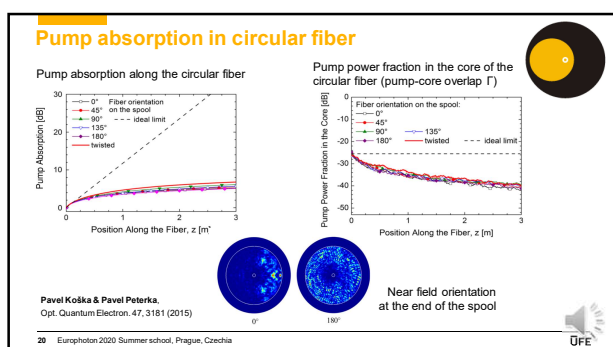 Pump absorption in circular fiber
Pump absorption along the circular fiber
Pump power fraction in the core of the
circular fiber (pump-core overlap Γ)
30
20
10
0
Pump Absorption [dB]
0°
45°
90°
135°
180°
twisted
Fiber orientation
on the spool:
ideal limit
0
1
2
3
Position Along the Fiber, z [m]
0
-10
-20
-30
-40
-50
Pump Power Fraction in the Core [dB]
Fiber orientation on the spool:
0°
45°
90°
135°
180°
twisted
ideal limit
0
1
2
3
Position Along the Fiber, z [m]
0°
180°
Near field orientation
at the end of the spool
Pavel Koška & Pavel Peterka,
Opt. Quantum Electron. 47, 3181 (2015)
20 Europhoton 2020 Summer school, Prague, Czechia
ÚFE